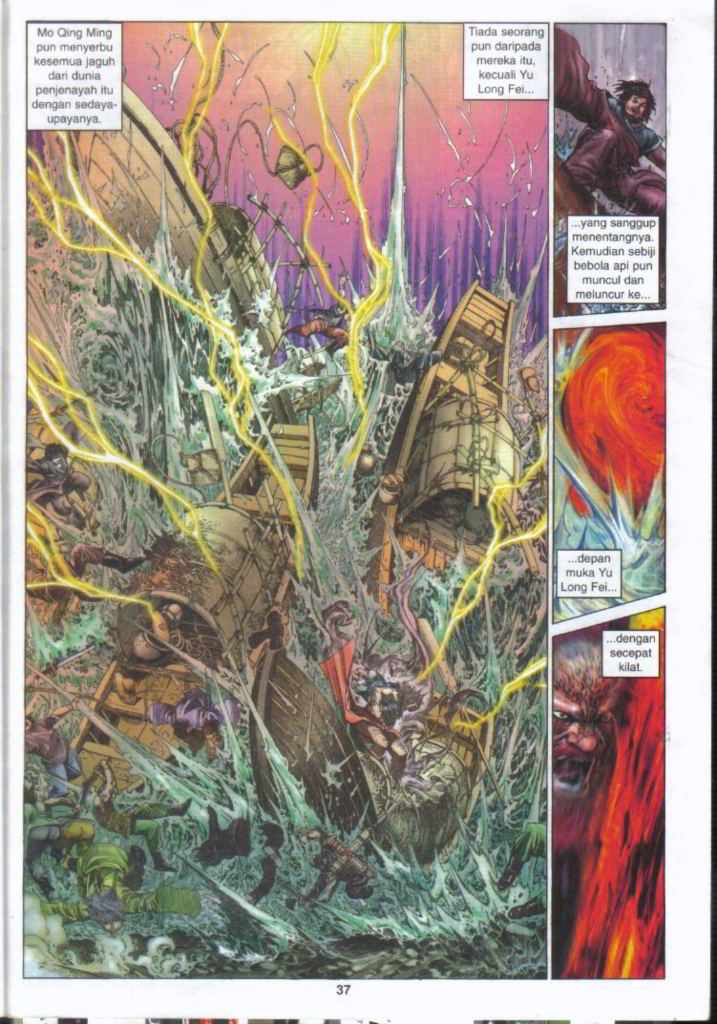 Mo Qing Ming
pun menyerbu
kesemua jaguh
dari dunia
penjenayah itu
dengan sedaya-
upayanya.
Tiada seorang
pun daripada
mereka itu,
kecuali Yu
Long Fei...
...yang sanggup
menentangnya.
Kemudian sebiji
bebola api pun
muncul dan
meluncur ke...
...depan
muka Yu
Long Fei...
...dengan
secepat
kilat.
37